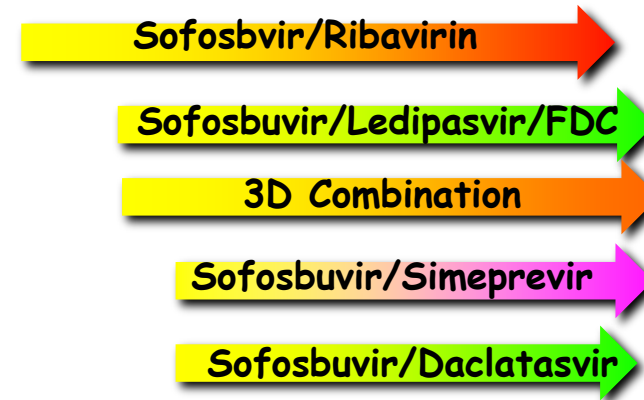 Sofosbvir/Ribavirin
Sofosbuvir/Ledipasvir/FDC
3D Combination
Sofosbuvir/Simeprevir
Sofosbuvir/Daclatasvir